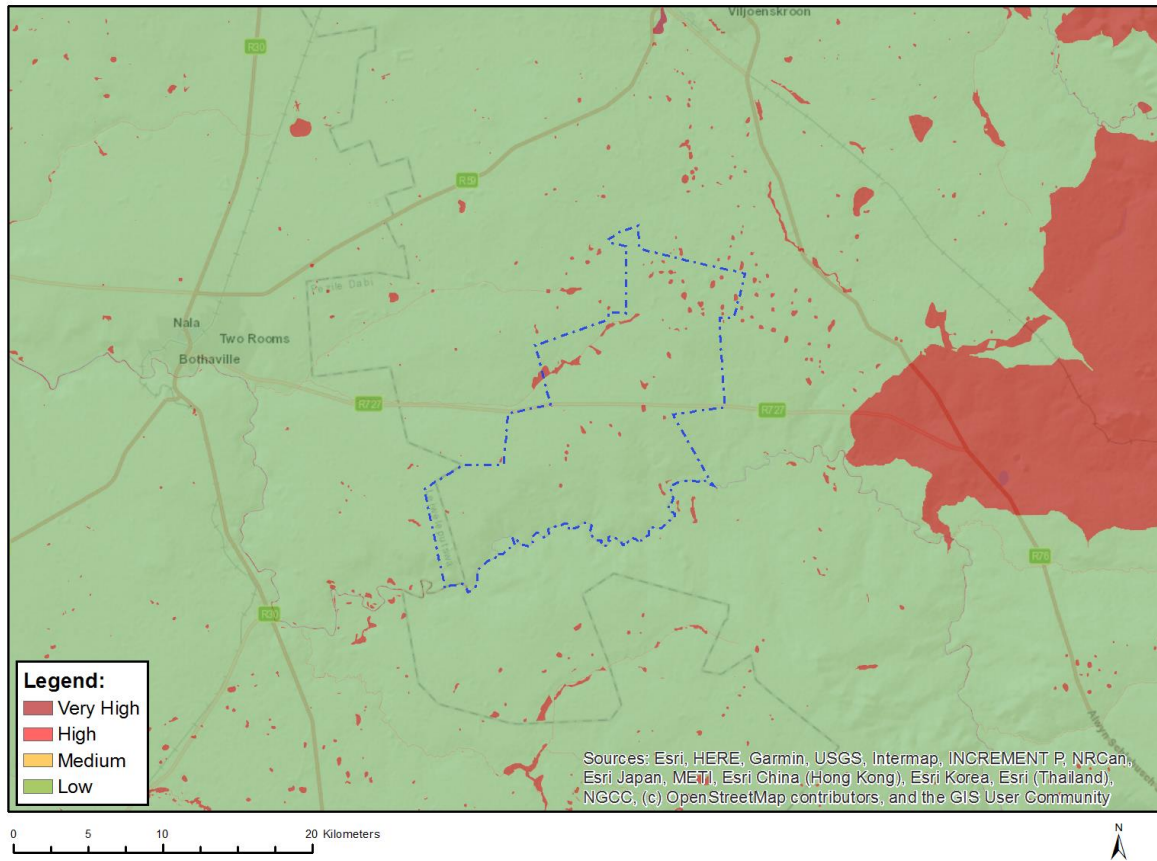 Viljoenskroon
R30
R59
Pezile Dabi
Nala
Two Rooms
Bothaville
R727
R727
R76
R30
Legend:
Very High
High
Medium
Low
Sources: Esri, HERE, Garmin, USGS, Intermap, INCREMENT P, NRCan,
Esri Japan, METI, Esri China (Hong Kong), Esri Korea, Esri (Thailand),
NGCC, (c) OpenStreetMap contributors, and the GIS User Community
0 5 10 20 Kilometers
N